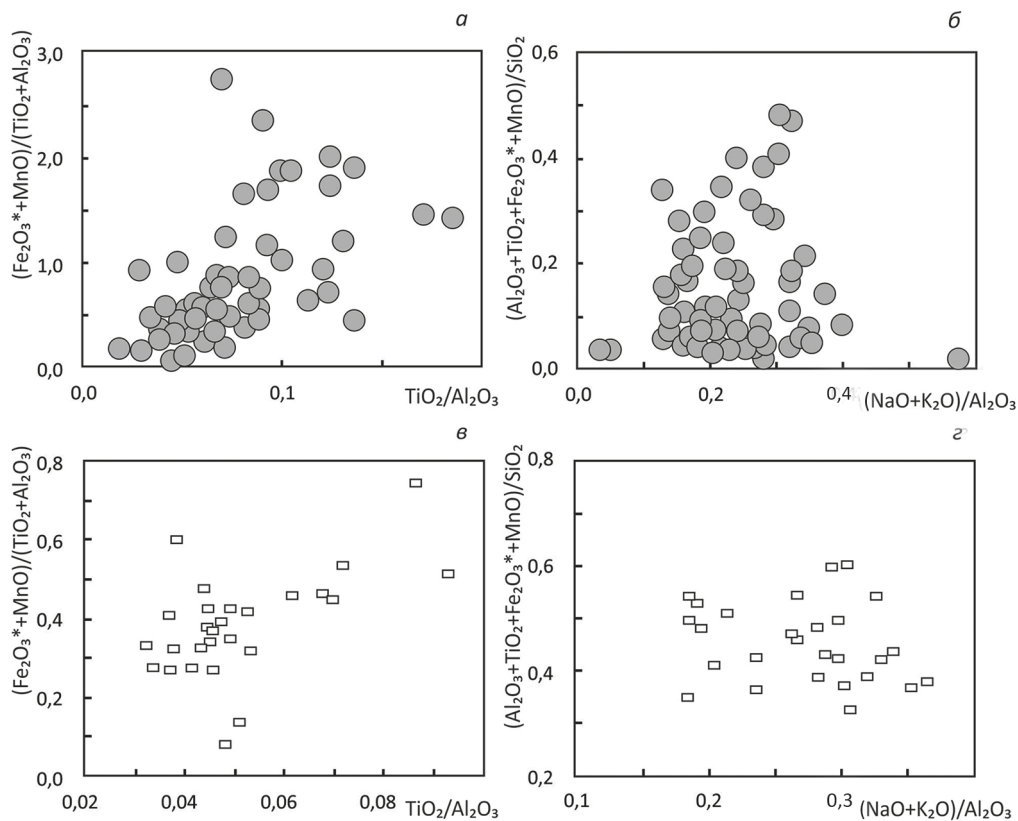 а
(Fe₂O₃*+MnO)/(TiO₂+Al₂O₃)
3,0
2,0
1,0
0,0
0,0
0,1
TiO₂/Al₂O₃
б
(Al₂O₃+TiO₂+Fe₂O₃*+MnO)/SiO₂
0,6
0,4
0,2
0,0
0,0
0,2
0,4
(NaO+K₂O)/Al₂O₃
в
(Fe₂O₃*+MnO)/(TiO₂+Al₂O₃)
0,8
0,6
0,4
0,2
0,0
0,02
0,04
0,06
0,08
TiO₂/Al₂O₃
г
(Al₂O₃+TiO₂+Fe₂O₃*+MnO)/SiO₂
0,8
0,6
0,4
0,2
0,1
0,2
0,3
(NaO+K₂O)/Al₂O₃